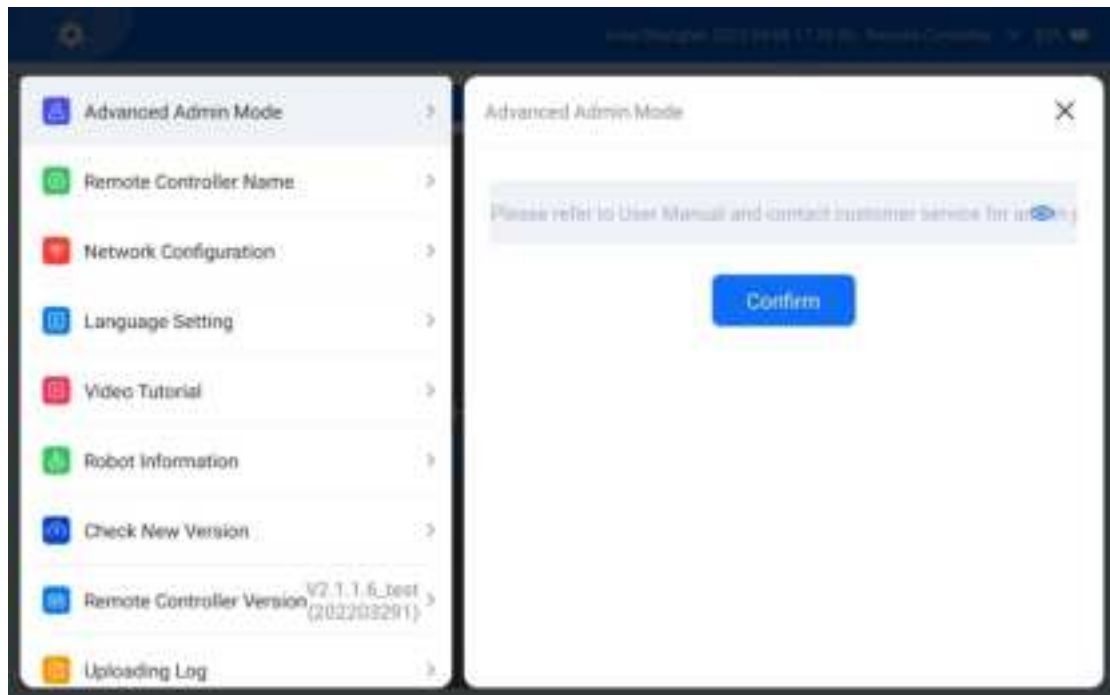 Advanced Admin Mode
Remote Controller Name
Network Configuration
Language Setting
Video Tutorial
Robot Information
Check New Version
Remote Controller Version
V2.1.1.6_test
(202203291)
Uploading Log
Advanced Admin Mode
Please refer to User Manual and contact customer service for
Confirm